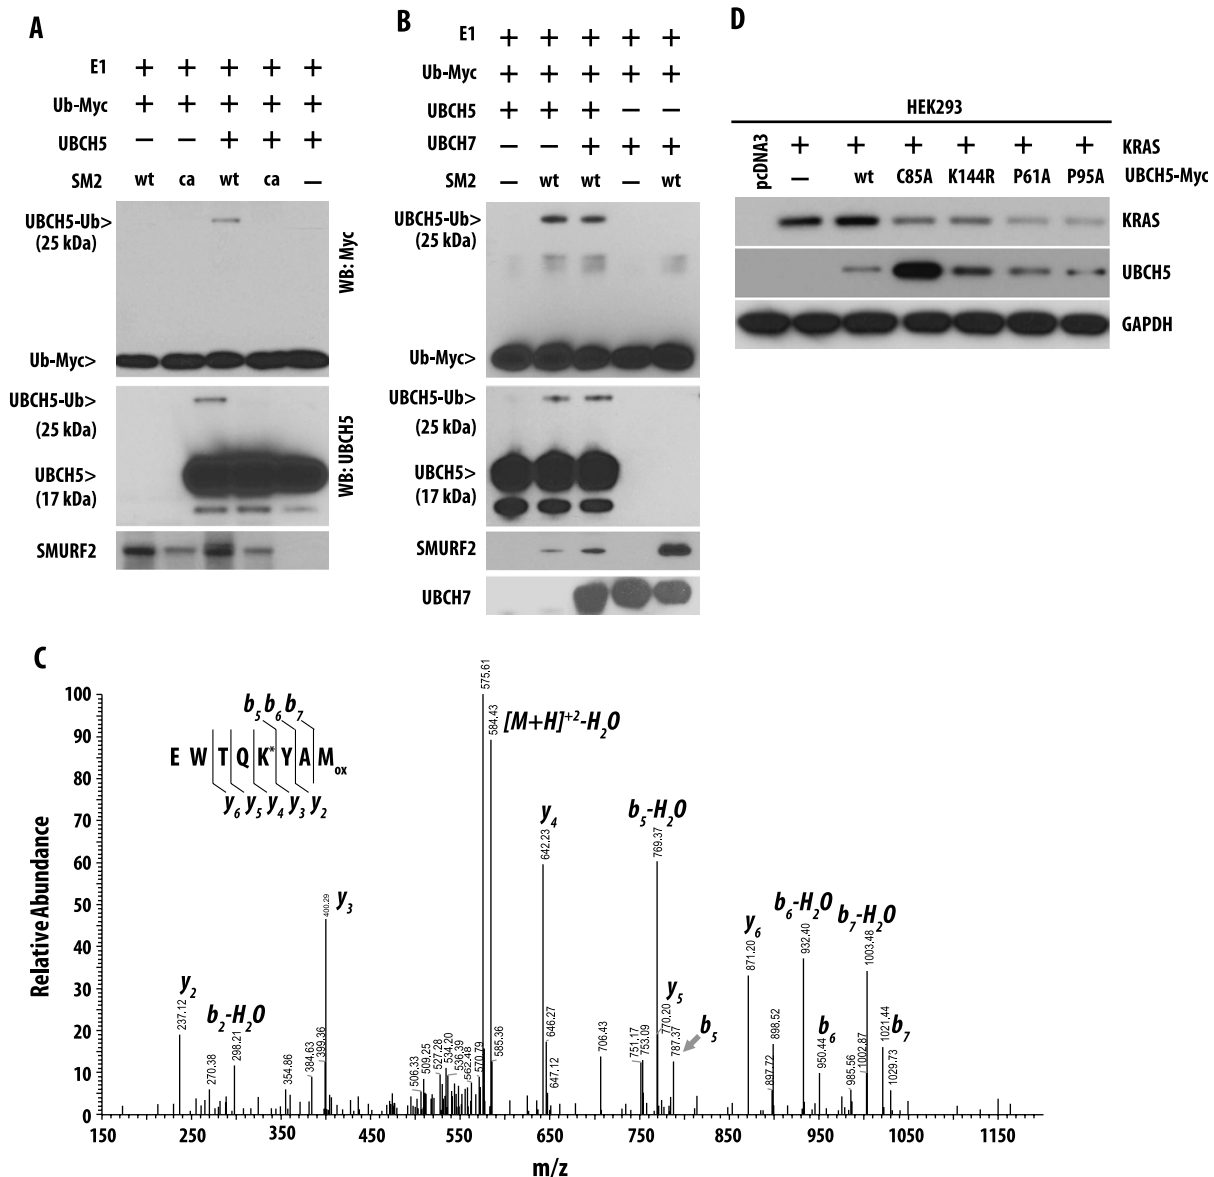 A
E1 + + + + +
Ub-Myc + + + + +
UBCH5 – – + + +
SM2 wt ca wt ca –
UBCH5-Ub>
(25 kDa)
Ub-Myc>
WB: Myc
UBCH5-Ub>
(25 kDa)
UBCH5>
(17 kDa)
WB: UBCH5
SMURF2
B
E1 + + + + +
Ub-Myc + + + + +
UBCH5 + + + – –
UBCH7 – – + + +
SM2 – wt wt – wt
UBCH5-Ub>
(25 kDa)
Ub-Myc>
UBCH5-Ub>
(25 kDa)
UBCH5>
(17 kDa)
SMURF2
UBCH7
D
HEK293
pcDNA3 + + + + + + KRAS
– wt C85A K144R P61A P95A UBCH5-Myc
KRAS
UBCH5
GAPDH
C
b5 b6 b7
E W T Q K* Y A Mox
y6 y5 y4 y3 y2
Relative Abundance
100
90
80
70
60
50
40
30
20
10
0
150 250 350 450 550 650 750 850 950 1050 1150
m/z
y2
237.12
270.38
b2-H2O
298.21
354.86
384.63
399.36
y3
400.29
506.33
509.25
527.28
534.20
536.39
562.48
570.79
575.61
584.43
[M+H]+2-H2O
585.36
y4
642.23
646.27
647.12
706.43
751.17
753.09
b5-H2O
769.37
y5
770.20
787.37
b5
y6
871.20
897.72
898.52
b6-H2O
932.40
b6
950.44
985.56
1002.87
b7-H2O
1003.48
1021.44
b7
1029.73